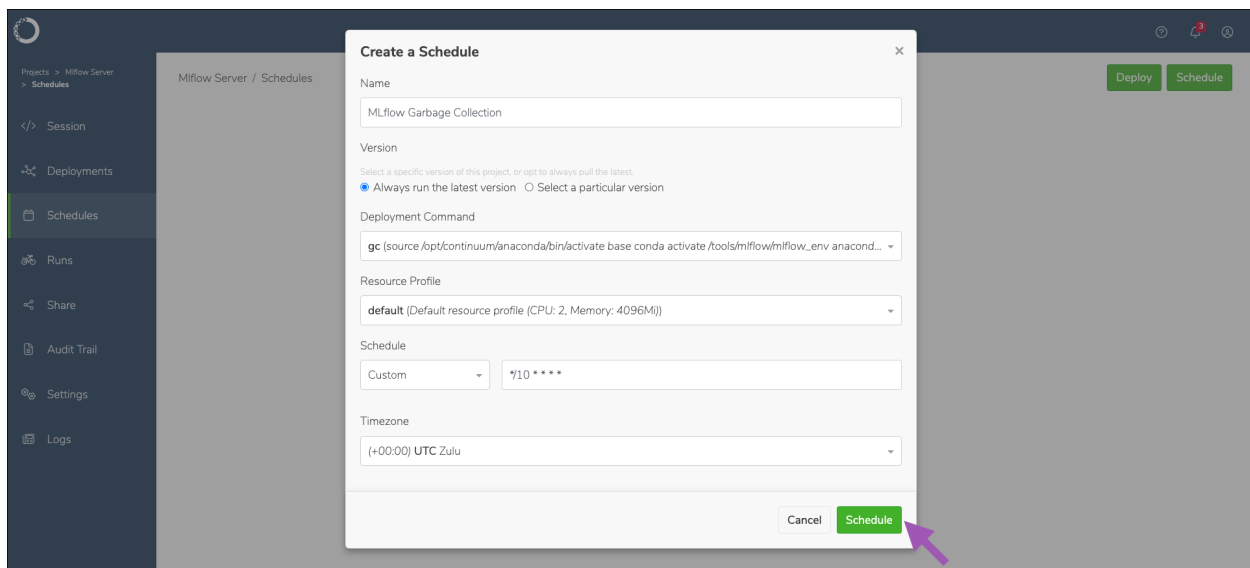 3
Projects > Mlflow Server
> Schedules
Mlflow Server / Schedules
Deploy
Schedule
</> Session
Deployments
Schedules
Runs
Share
Audit Trail
Settings
Logs
Create a Schedule
×
Name
MLflow Garbage Collection
Version
Select a specific version of this project, or opt to always pull the latest.
Always run the latest version
Select a particular version
Deployment Command
gc (source /opt/continuum/anaconda/bin/activate base conda activate /tools/mlflow/mlflow_env anacond...
Resource Profile
default (Default resource profile (CPU: 2, Memory: 4096Mi))
Schedule
Custom
*/10 * * * *
Timezone
(+00:00) UTC Zulu
Cancel
Schedule